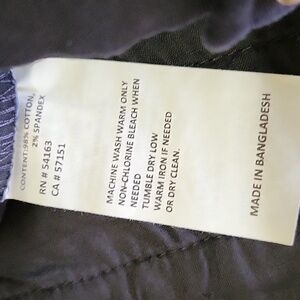 CONTENT:98% COTTON,
2% SPANDEX
RN # 54163
CA # 57151
MACHINE WASH WARM ONLY
NON-CHLORINE BLEACH WHEN
NEEDED
TUMBLE DRY LOW
WARM IRON IF NEEDED
OR DRY CLEAN.
MADE IN BANGLADESH